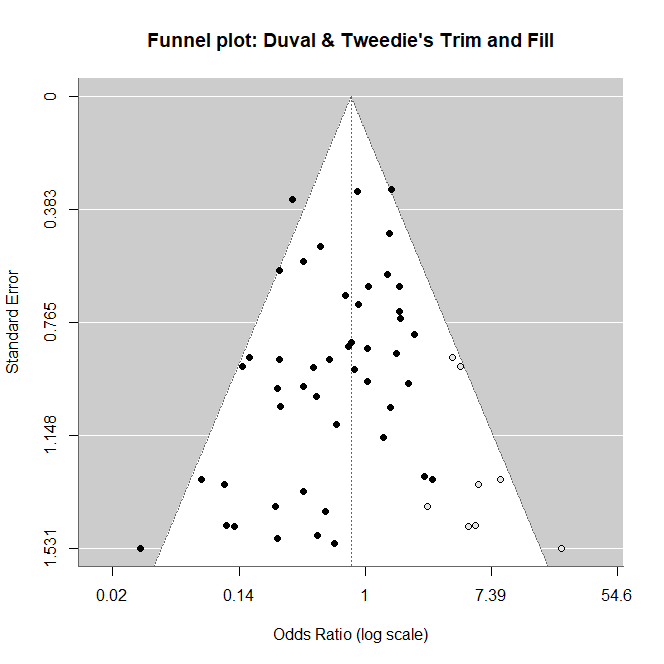 Funnel plot: Duval & Tweedie's Trim and Fill
Standard Error
0
0.383
0.765
1.148
1.531
0.02 0.14 1 7.39 54.6
Odds Ratio (log scale)